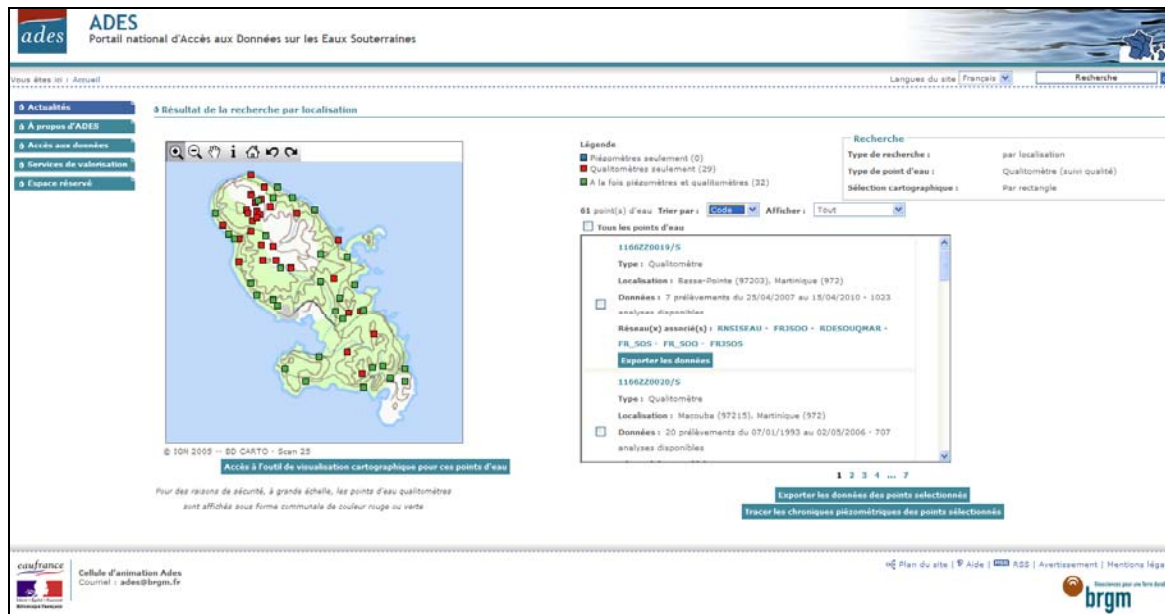 ades
ADES
Portail national d'Accès aux Données sur les Eaux Souterraines
Vous êtes ici : Accueil
Langues du site Français
Recherche
Actualités
À propos d'ADES
Accès aux données
Services de valorisation
Espace réservé
Résultat de la recherche par localisation
© IGN 2005 -- BD CARTO - Scan 25
Accès à l'outil de visualisation cartographique pour ces points d'eau
Pour des raisons de sécurité, à grande échelle, les points d'eau qualitomètres
sont affichés sous forme communale de couleur rouge ou verte
Légende
Piézomètres seulement (0)
Qualitomètres seulement (29)
A la fois piézomètres et qualitomètres (32)
Recherche
Type de recherche : par localisation
Type de point d'eau : Qualitomètre (suivi qualité)
Sélection cartographique : Par rectangle
61 point(s) d'eau Trier par : Code Afficher : Tout
Tous les points d'eau
1166ZZ0019/S
Type : Qualitomètre
Localisation : Basse-Pointe (97203), Martinique (972)
Données : 7 prélèvements du 25/04/2007 au 15/04/2010 - 1023
analyses disponibles
Réseau(x) associé(s) : RNSISEAU - FRJSOO - RDESOUQMAR -
FR_SOS - FR_SOO - FRJSOS
Exporter les données
1166ZZ0020/S
Type : Qualitomètre
Localisation : Macouba (97215), Martinique (972)
Données : 20 prélèvements du 07/01/1993 au 02/05/2006 - 707
analyses disponibles
1 2 3 4 ... 7
Exporter les données des points selectionnés
Tracer les chroniques piézométriques des points sélectionnés
eaufrance
Cellule d'animation Ades
Courriel : ades@brgm.fr
Plan du site | Aide | RSS | Avertissement | Mentions léga
Géosciences pour une Terre dura
brgm